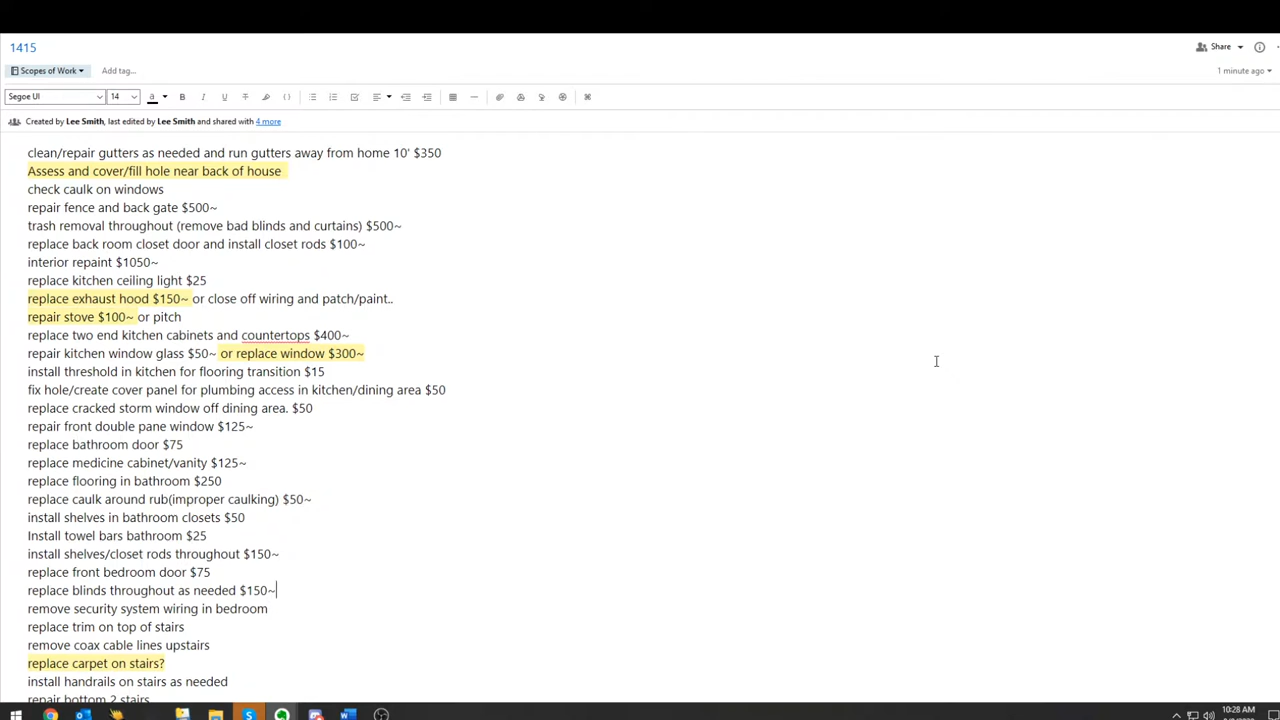 1415
Share
Scopes of Work
Add tag...
1 minute ago
Segoe UI
14
Created by Lee Smith, last edited by Lee Smith and shared with 4 more
clean/repair gutters as needed and run gutters away from home 10' $350
Assess and cover/fill hole near back of house
check caulk on windows
repair fence and back gate $500~
trash removal throughout (remove bad blinds and curtains) $500~
replace back room closet door and install closet rods $100~
interior repaint $1050~
replace kitchen ceiling light $25
replace exhaust hood $150~ or close off wiring and patch/paint..
repair stove $100~ or pitch
replace two end kitchen cabinets and countertops $400~
repair kitchen window glass $50~ or replace window $300~
install threshold in kitchen for flooring transition $15
fix hole/create cover panel for plumbing access in kitchen/dining area $50
replace cracked storm window off dining area. $50
repair front double pane window $125~
replace bathroom door $75
replace medicine cabinet/vanity $125~
replace flooring in bathroom $250
replace caulk around rub(improper caulking) $50~
install shelves in bathroom closets $50
Install towel bars bathroom $25
install shelves/closet rods throughout $150~
replace front bedroom door $75
replace blinds throughout as needed $150~
remove security system wiring in bedroom
replace trim on top of stairs
remove coax cable lines upstairs
replace carpet on stairs?
install handrails on stairs as needed
repair bottom 2 stairs
10:28 AM